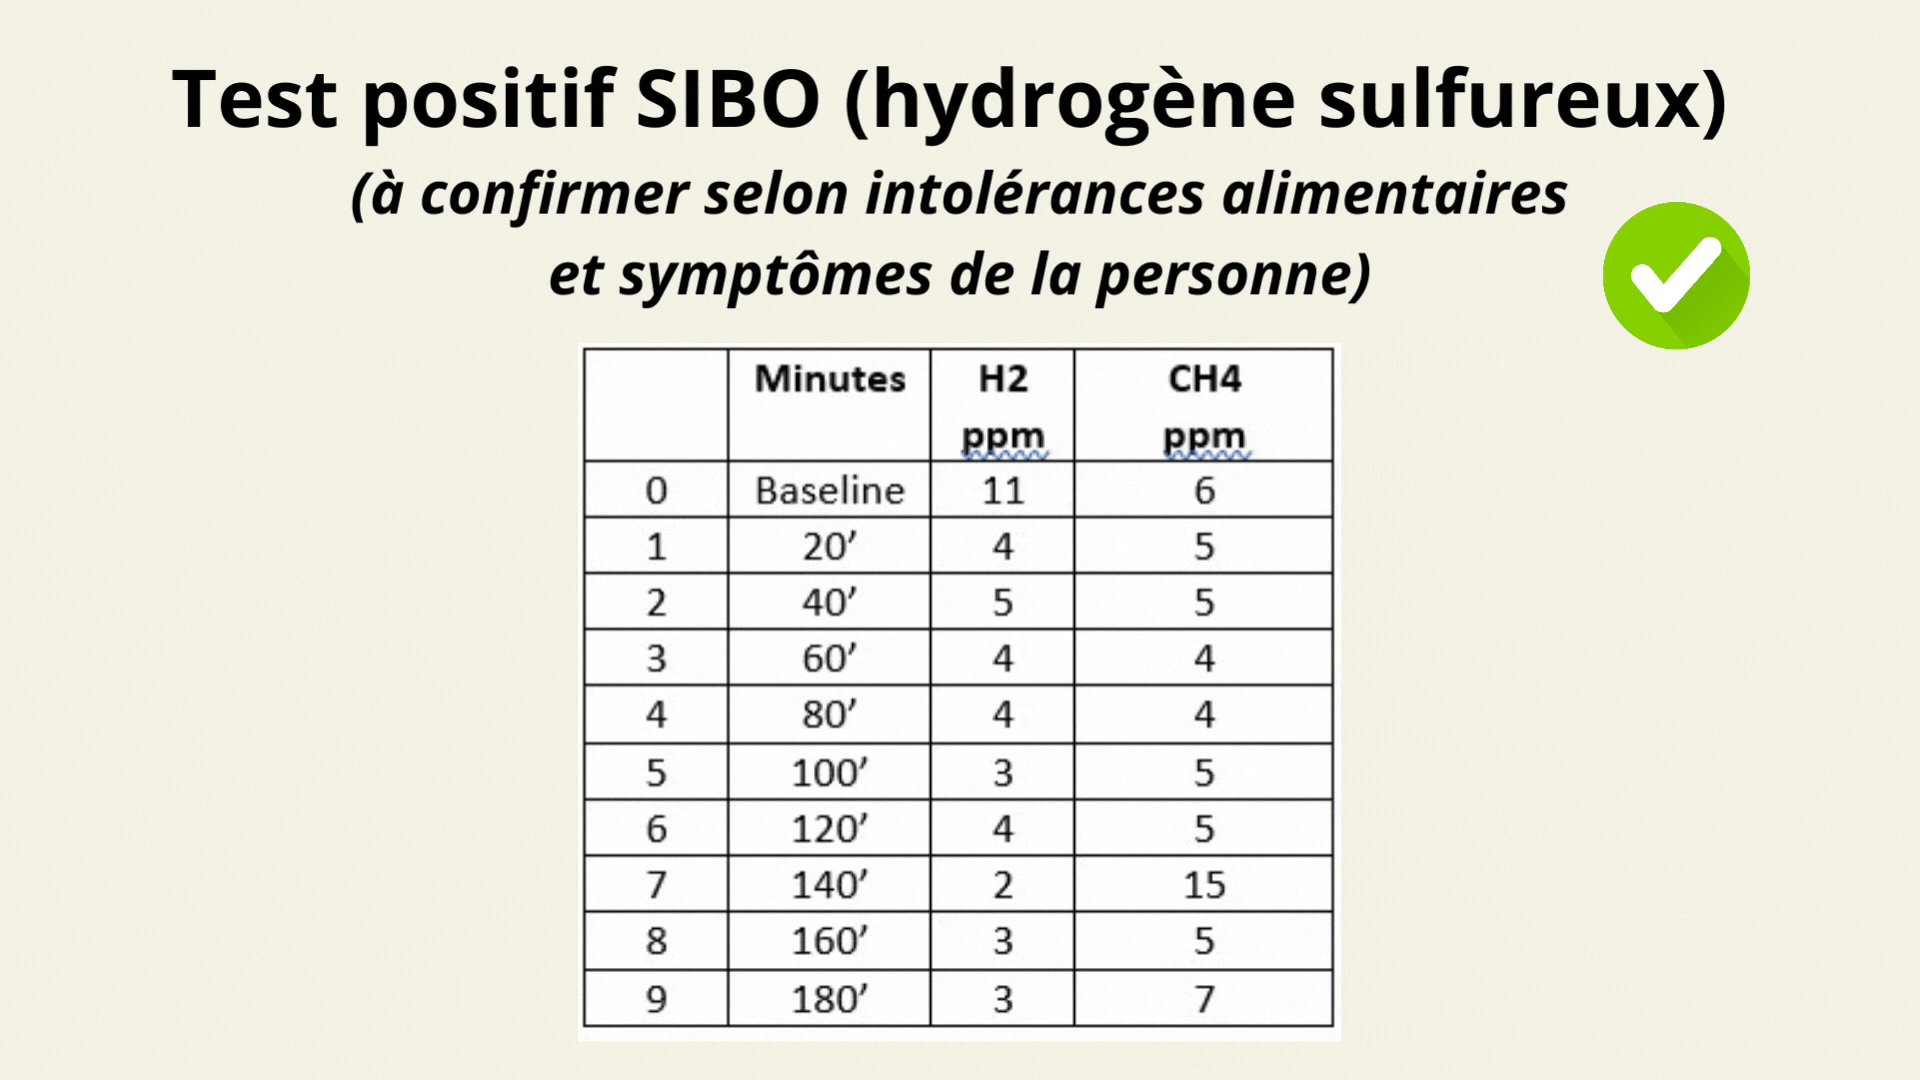 Test positif SIBO (hydrogène sulfureux)
(à confirmer selon intolérances alimentaires
et symptômes de la personne)
Minutes H2 CH4
ppm ppm
0 Baseline 11 6
1 20’ 4 5
2 40’ 5 5
3 60’ 4 4
4 80’ 4 4
5 100’ 3 5
6 120’ 4 5
7 140’ 2 15
8 160’ 3 5
9 180’ 3 7